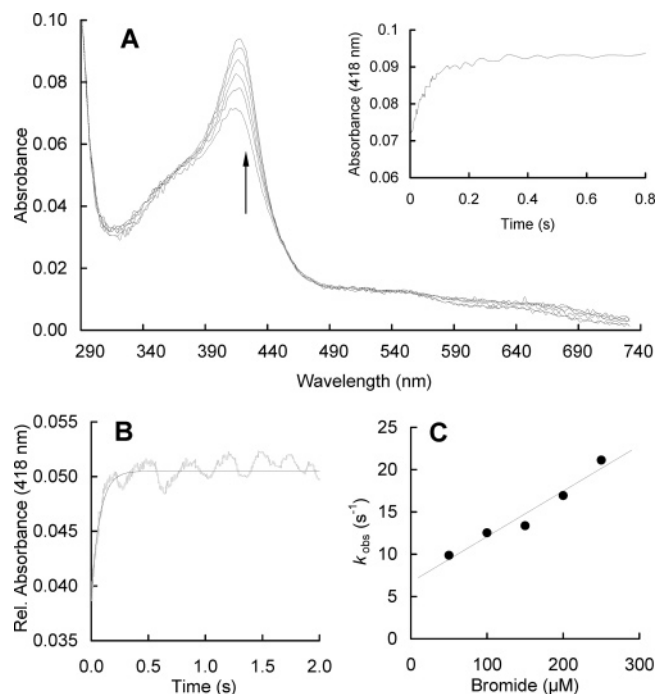 A
Absrobance
0.10
0.08
0.06
0.04
0.02
0.00
290 340 390 440 490 540 590 640 690 740
Wavelength (nm)
Absorbance (418 nm)
0.1
0.09
0.08
0.07
0.06
0 0.2 0.4 0.6 0.8
Time (s)
B
Rel. Absorbance (418 nm)
0.055
0.050
0.045
0.040
0.035
0.0 0.5 1.0 1.5 2.0
Time (s)
C
kobs (s-1)
25
20
15
10
5
0
0 100 200 300
Bromide (µM)